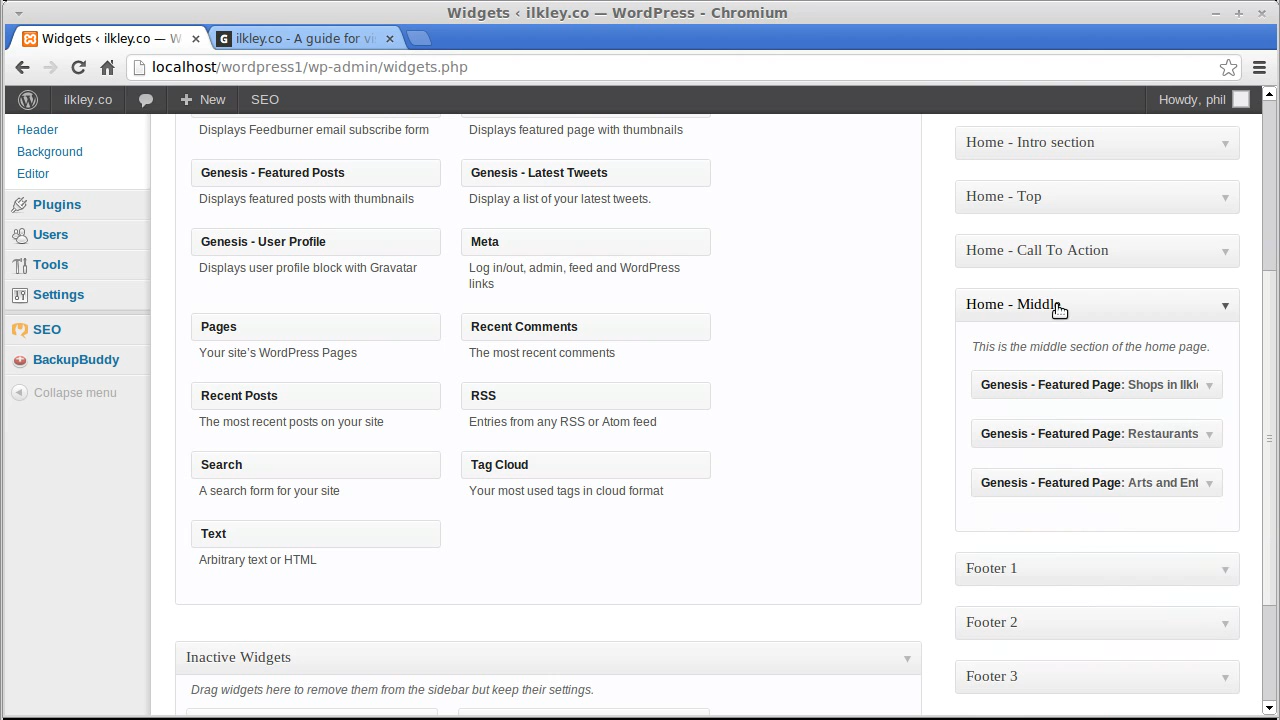 Widgets ‹ ilkley.co — WordPress - Chromium
Widgets ‹ ilkley.co — W
ilkley.co - A guide for vi
localhost/wordpress1/wp-admin/widgets.php
ilkley.co
New
SEO
Howdy, phil
Header
Background
Editor
Plugins
Users
Tools
Settings
SEO
BackupBuddy
Collapse menu
Displays Feedburner email subscribe form
Displays featured page with thumbnails
Genesis - Featured Posts
Genesis - Latest Tweets
Displays featured posts with thumbnails
Display a list of your latest tweets.
Genesis - User Profile
Meta
Displays user profile block with Gravatar
Log in/out, admin, feed and WordPress
links
Pages
Recent Comments
Your site's WordPress Pages
The most recent comments
Recent Posts
RSS
The most recent posts on your site
Entries from any RSS or Atom feed
Search
Tag Cloud
A search form for your site
Your most used tags in cloud format
Text
Arbitrary text or HTML
Inactive Widgets
Drag widgets here to remove them from the sidebar but keep their settings.
Home - Intro section
Home - Top
Home - Call To Action
Home - Middle
This is the middle section of the home page.
Genesis - Featured Page: Shops in Ilkle
Genesis - Featured Page: Restaurants
Genesis - Featured Page: Arts and Ent
Footer 1
Footer 2
Footer 3